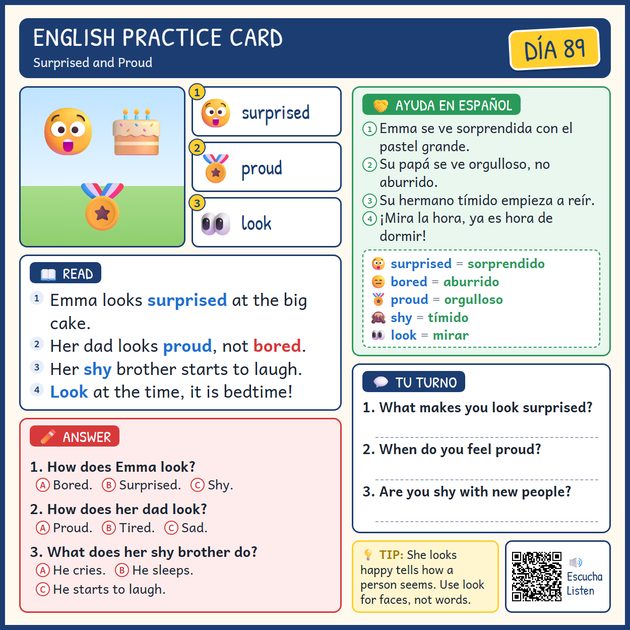 ENGLISH PRACTICE CARD
Surprised and Proud
DÍA 89
1
surprised
2
proud
3
look
READ
1 Emma looks surprised at the big
cake.
2 Her dad looks proud, not bored.
3 Her shy brother starts to laugh.
4 Look at the time, it is bedtime!
ANSWER
1. How does Emma look?
A Bored. B Surprised. C Shy.
2. How does her dad look?
A Proud. B Tired. C Sad.
3. What does her shy brother do?
A He cries. B He sleeps.
C He starts to laugh.
AYUDA EN ESPAÑOL
1 Emma se ve sorprendida con el
pastel grande.
2 Su papá se ve orgulloso, no
aburrido.
3 Su hermano tímido empieza a reír.
4 ¡Mira la hora, ya es hora de
dormir!
surprised = sorprendido
bored = aburrido
proud = orgulloso
shy = tímido
look = mirar
TU TURNO
1. What makes you look surprised?
2. When do you feel proud?
3. Are you shy with new people?
TIP: She looks
happy tells how a
person seems. Use look
for faces, not words.
Escucha
Listen